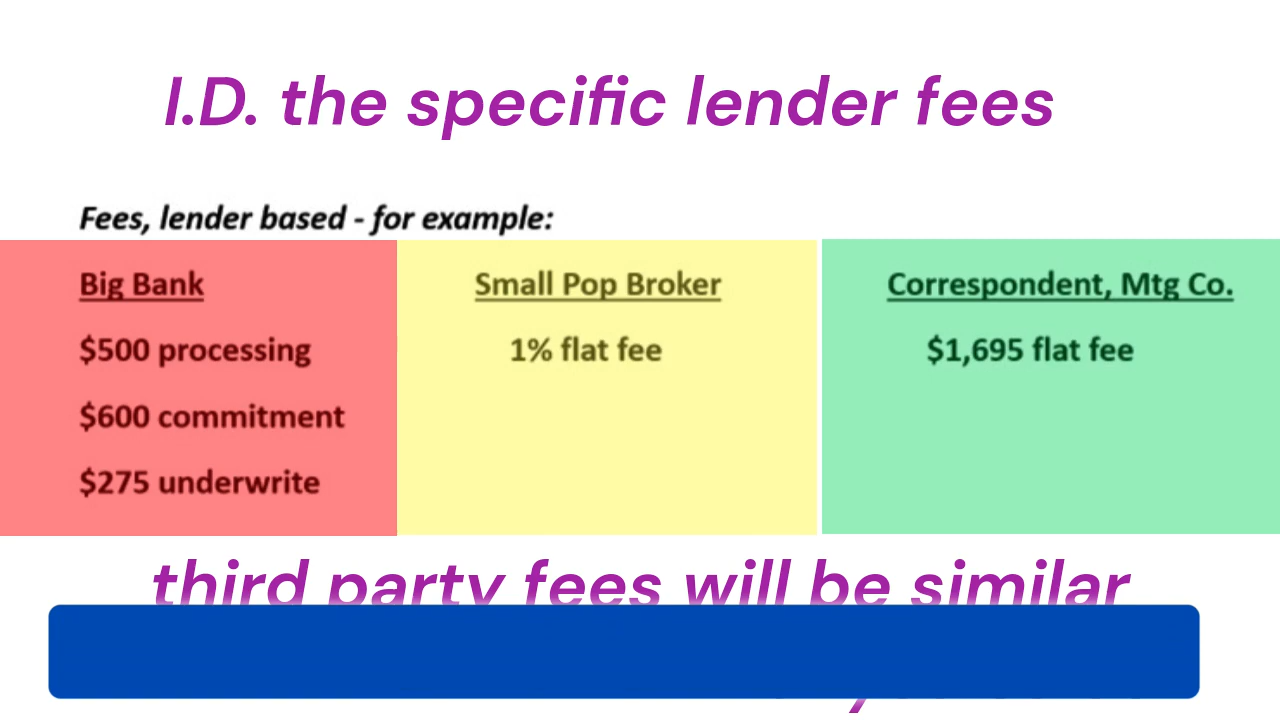 I.D. the specific lender fees
Fees, lender based - for example:
Big Bank
$500 processing
$600 commitment
$275 underwrite
Small Pop Broker
1% flat fee
Correspondent, Mtg Co.
$1,695 flat fee
third party fees will be similar